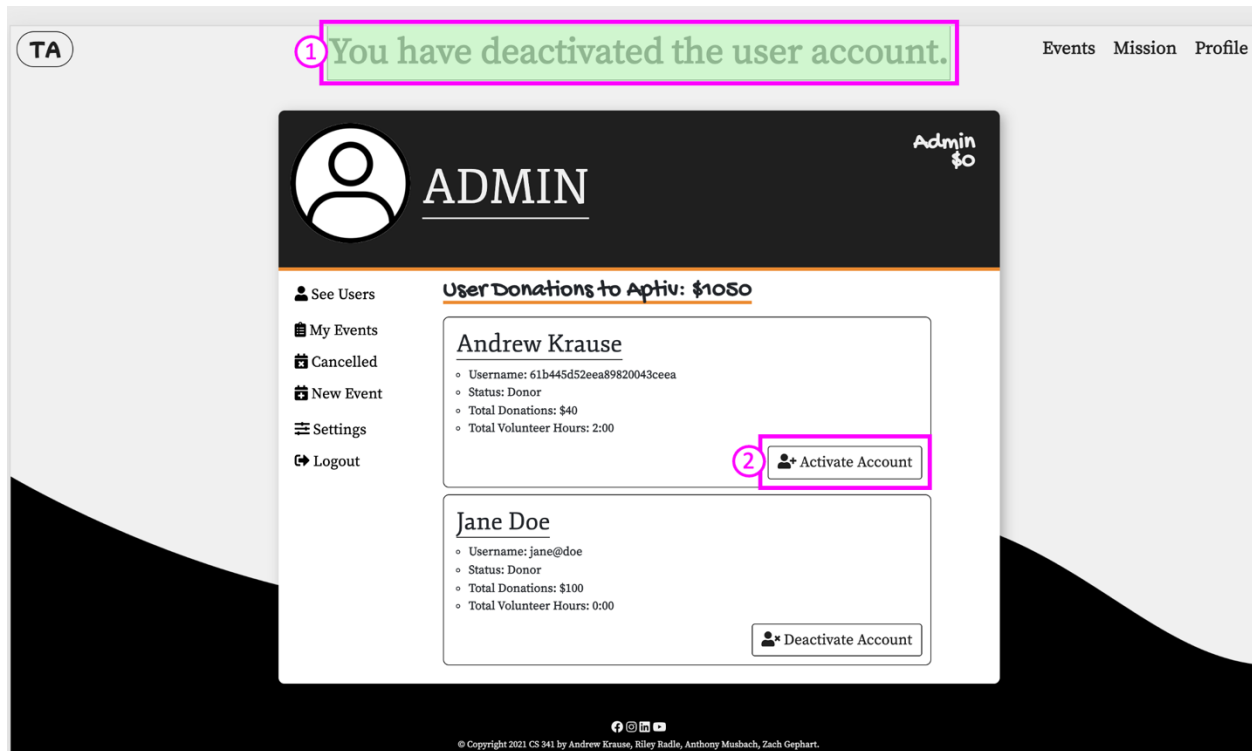 TA
1
You have deactivated the user account.
Events Mission Profile
Admin
$0
ADMIN
See Users
My Events
Cancelled
New Event
Settings
Logout
User Donations to Aptiv: $1050
Andrew Krause
Username: 61b445d52eea89820043ceea
Status: Donor
Total Donations: $40
Total Volunteer Hours: 2:00
2
Activate Account
Jane Doe
Username: jane@doe
Status: Donor
Total Donations: $100
Total Volunteer Hours: 0:00
Deactivate Account
© Copyright 2021 CS 341 by Andrew Krause, Riley Radle, Anthony Musbach, Zach Gephart.